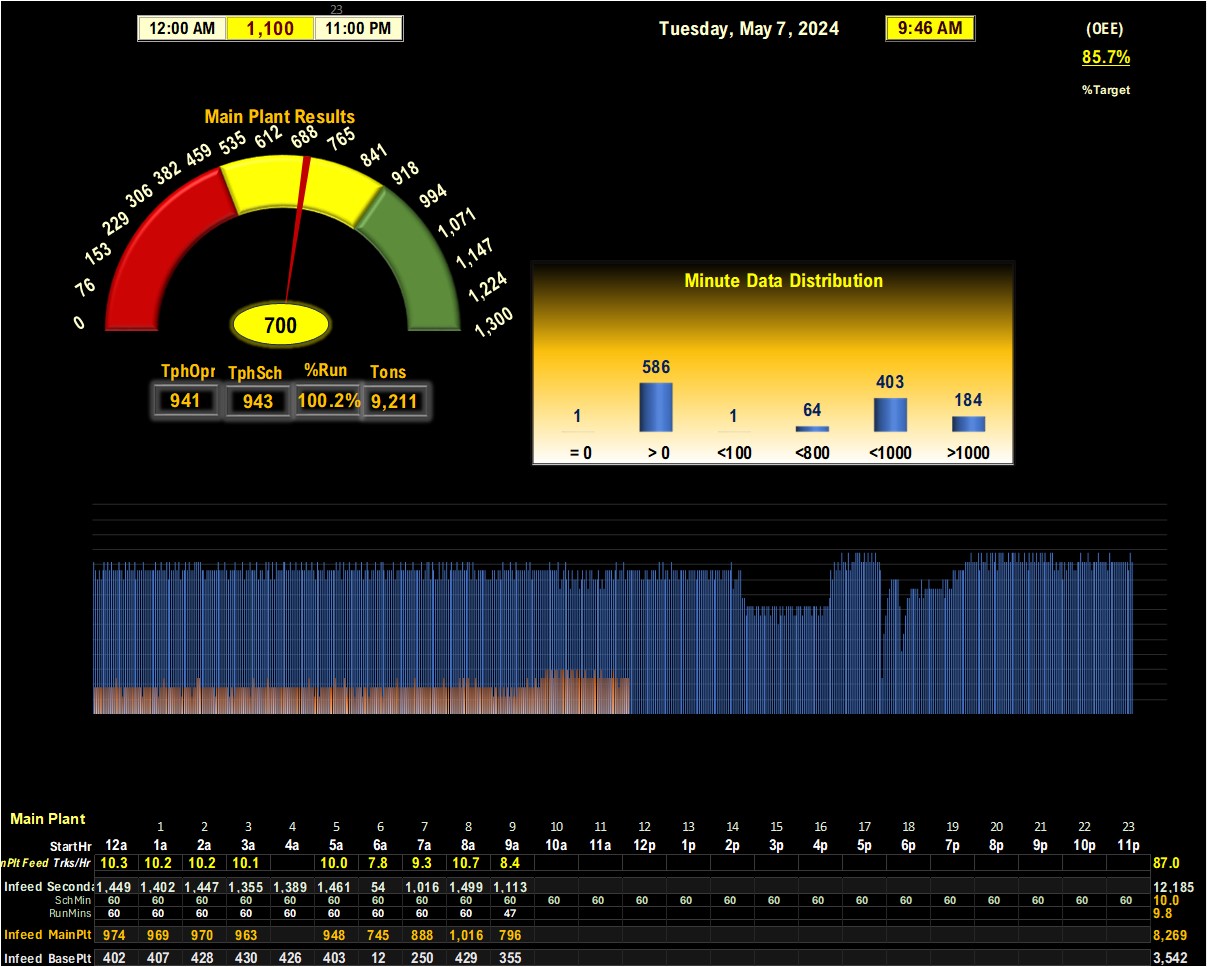 23
12:00 AM 1,100 11:00 PM
Tuesday, May 7, 2024 9:46 AM
(OEE)
85.7%
%Target
Main Plant Results
0 76 153 229 306 382 459 535 612 688 765 841 918 994 1,071 1,147 1,224 1,300
700
TphOpr TphSch %Run Tons
941 943 100.2% 9,211
Minute Data Distribution
1 586 1 64 403 184
= 0 > 0 <100 <800 <1000 >1000
Main Plant
1 2 3 4 5 6 7 8 9 10 11 12 13 14 15 16 17 18 19 20 21 22 23
StartHr 12a 1a 2a 3a 4a 5a 6a 7a 8a 9a 10a 11a 12p 1p 2p 3p 4p 5p 6p 7p 8p 9p 10p 11p
nPlt Feed Trks/Hr 10.3 10.2 10.2 10.1 10.0 7.8 9.3 10.7 8.4 87.0
Infeed Seconda 1,449 1,402 1,447 1,355 1,389 1,461 54 1,016 1,499 1,113 12,185
SchMin 60 60 60 60 60 60 60 60 60 60 60 60 60 60 60 60 60 60 60 60 60 60 60 60 10.0
RunMins 60 60 60 60 60 60 60 60 47 9.8
Infeed MainPlt 974 969 970 963 948 745 888 1,016 796 8,269
Infeed BasePlt 402 407 428 430 426 403 12 250 429 355 3,542